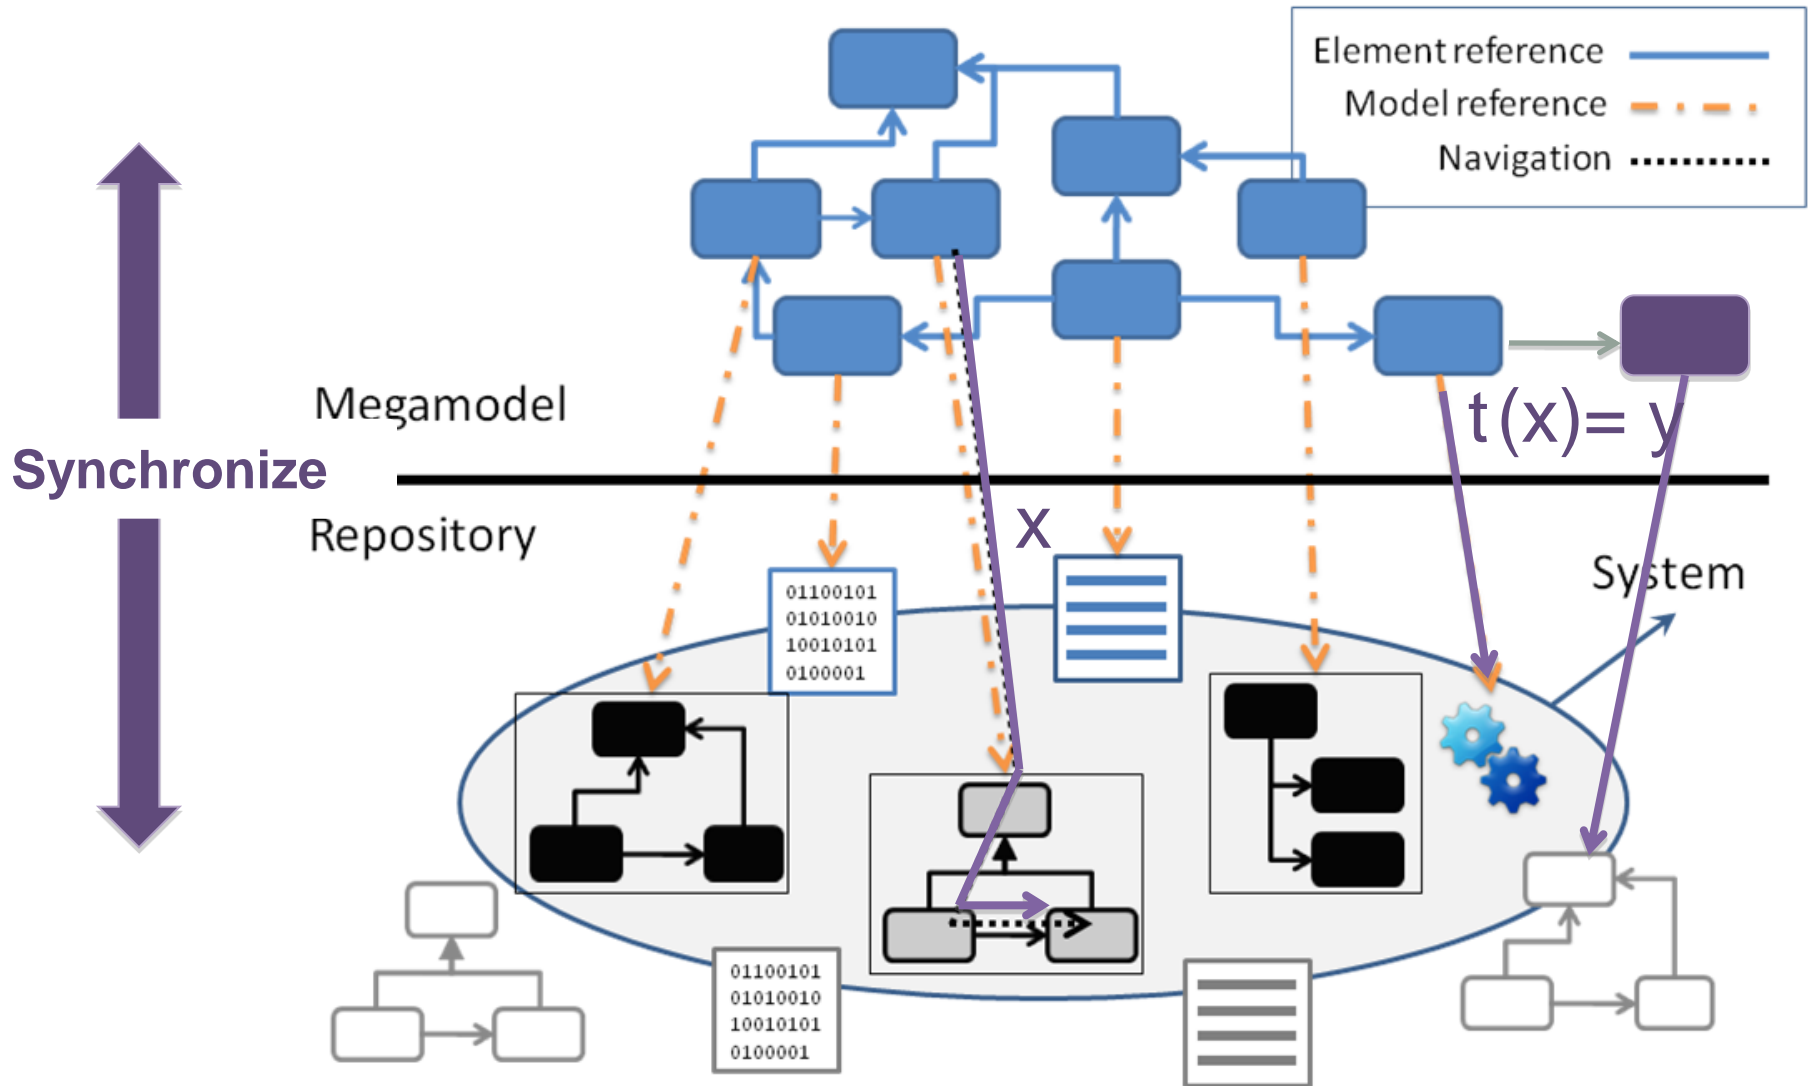 Element reference
Model reference
Navigation
Megamodel
t(x)= y
Synchronize
Repository
x
System
01100101
01010010
10010101
0100001
01100101
01010010
10010101
0100001